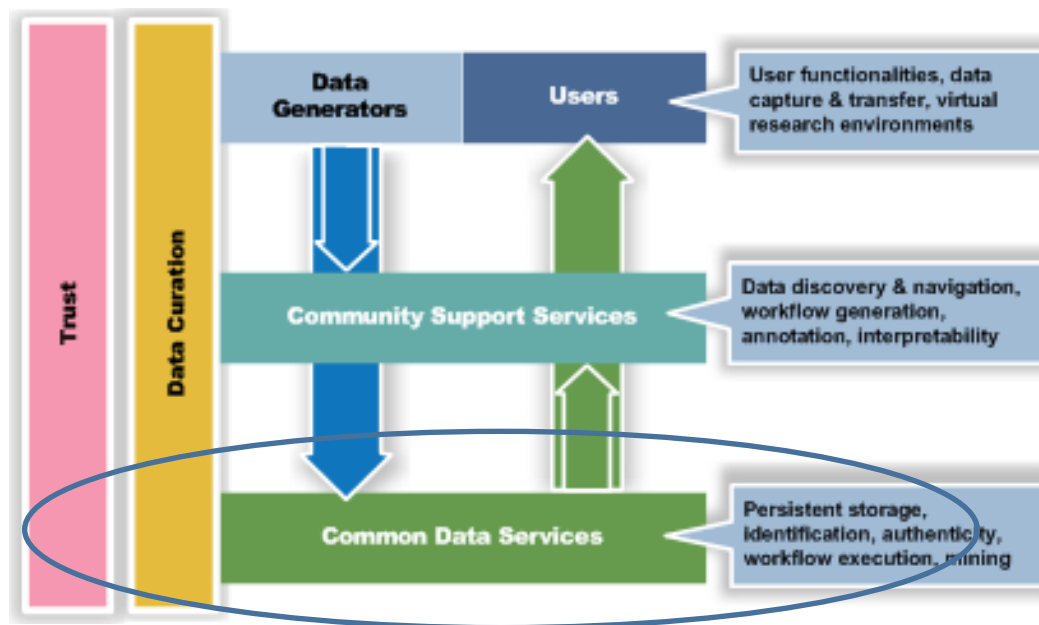 Trust
Data Curation
Data
Generators
Users
User functionalities, data
capture & transfer, virtual
research environments
Community Support Services
Data discovery & navigation,
workflow generation,
annotation, interpretability
Common Data Services
Persistent storage,
identification, authenticity,
workflow execution, mining